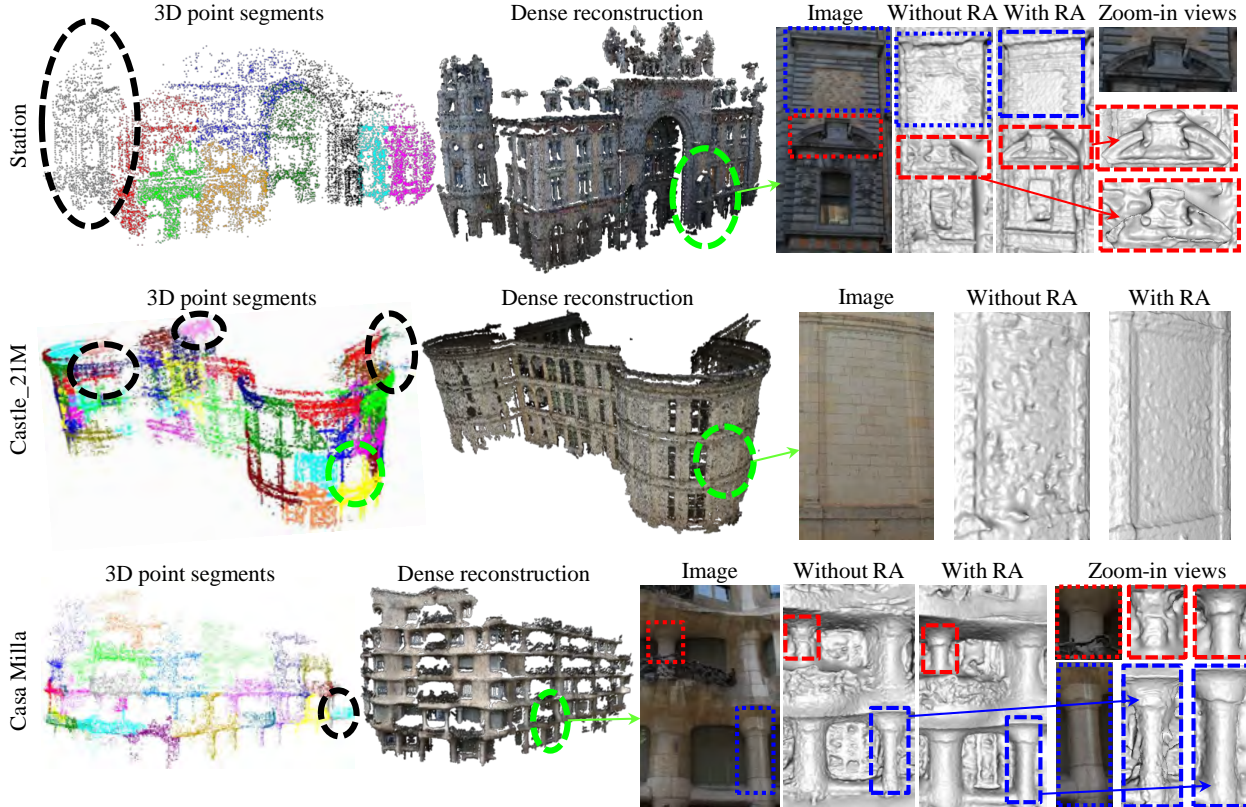 3D point segments
Dense reconstruction
Image
Without RA
With RA
Zoom-in views
Station
3D point segments
Dense reconstruction
Image
Without RA
With RA
Castle_21M
3D point segments
Dense reconstruction
Image
Without RA
With RA
Zoom-in views
Casa Milla